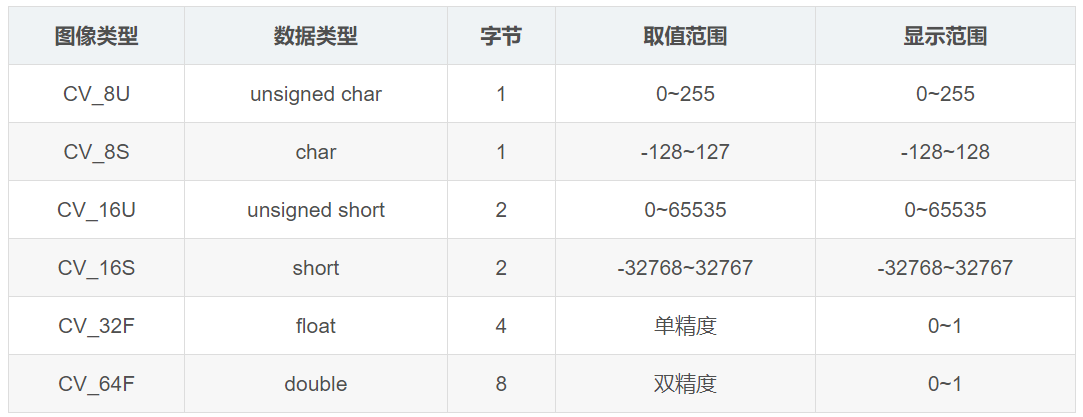 图像类型 数据类型 字节 取值范围 显示范围
CV_8U unsigned char 1 0~255 0~255
CV_8S char 1 -128~127 -128~128
CV_16U unsigned short 2 0~65535 0~65535
CV_16S short 2 -32768~32767 -32768~32767
CV_32F float 4 单精度 0~1
CV_64F double 8 双精度 0~1